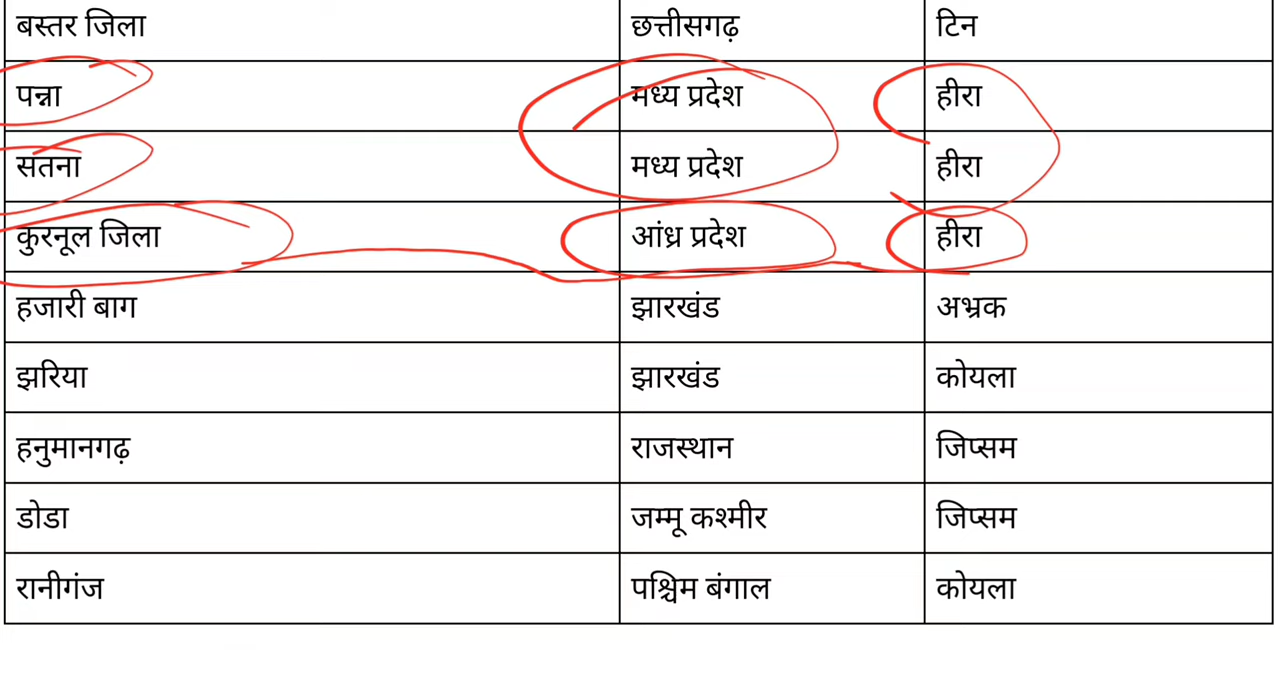 बस्तर जिला छत्तीसगढ़ टिन
पन्ना मध्य प्रदेश हीरा
सतना मध्य प्रदेश हीरा
कुरनूल जिला आंध्र प्रदेश हीरा
हजारी बाग झारखंड अभ्रक
झरिया झारखंड कोयला
हनुमानगढ़ राजस्थान जिप्सम
डोडा जम्मू कश्मीर जिप्सम
रानीगंज पश्चिम बंगाल कोयला